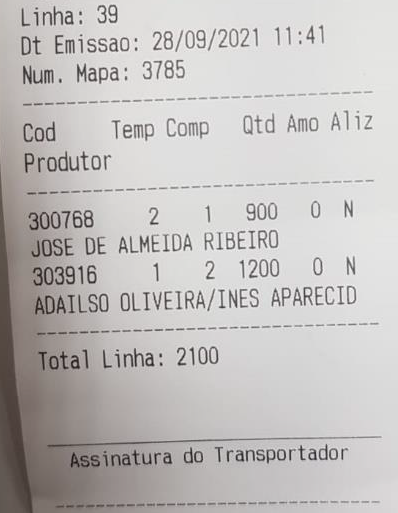 Linha: 39
Dt Emissao: 28/09/2021 11:41
Num. Mapa: 3785
Cod Temp Comp Qtd Amo Aliz
Produtor
300768 2 1 900 0 N
JOSE DE ALMEIDA RIBEIRO
303916 1 2 1200 0 N
ADAILSO OLIVEIRA/INES APARECID
Total Linha: 2100
Assinatura do Transportador